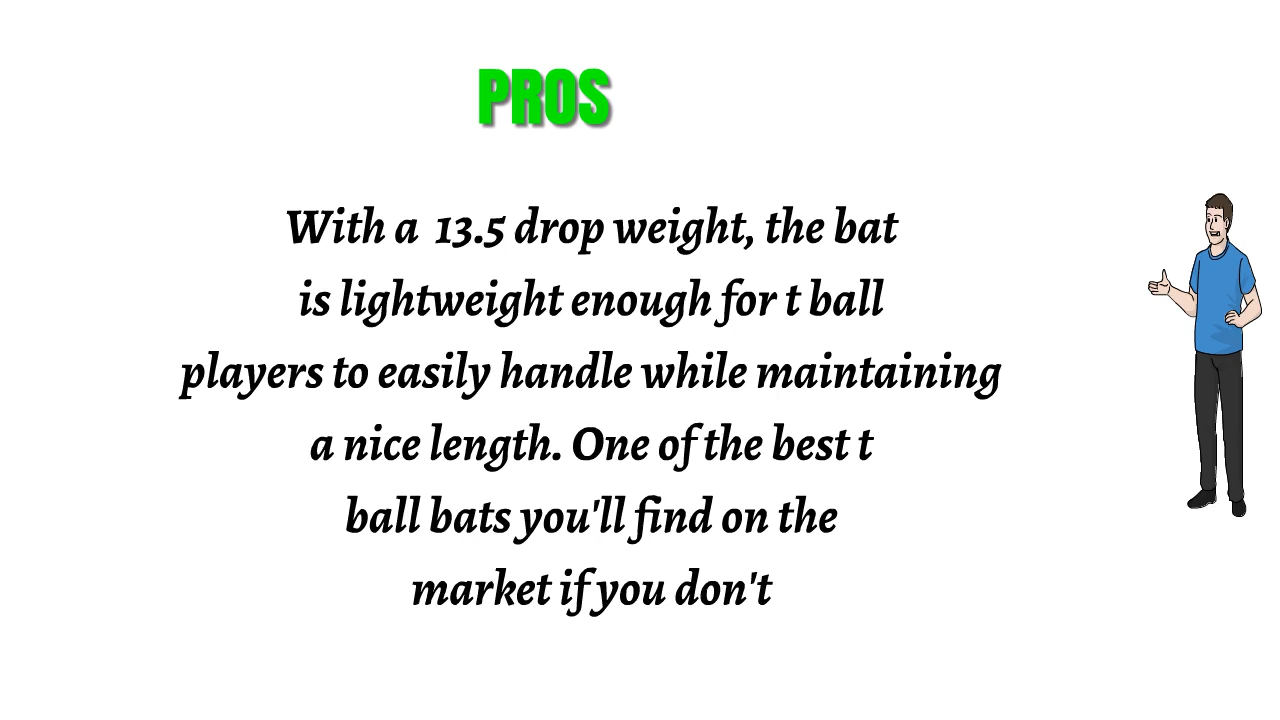 PROS
With a  13.5 drop weight, the bat
is lightweight enough for t ball
players to easily handle while maintaining
a nice length. One of the best t
ball bats you'll find on the
market if you don't